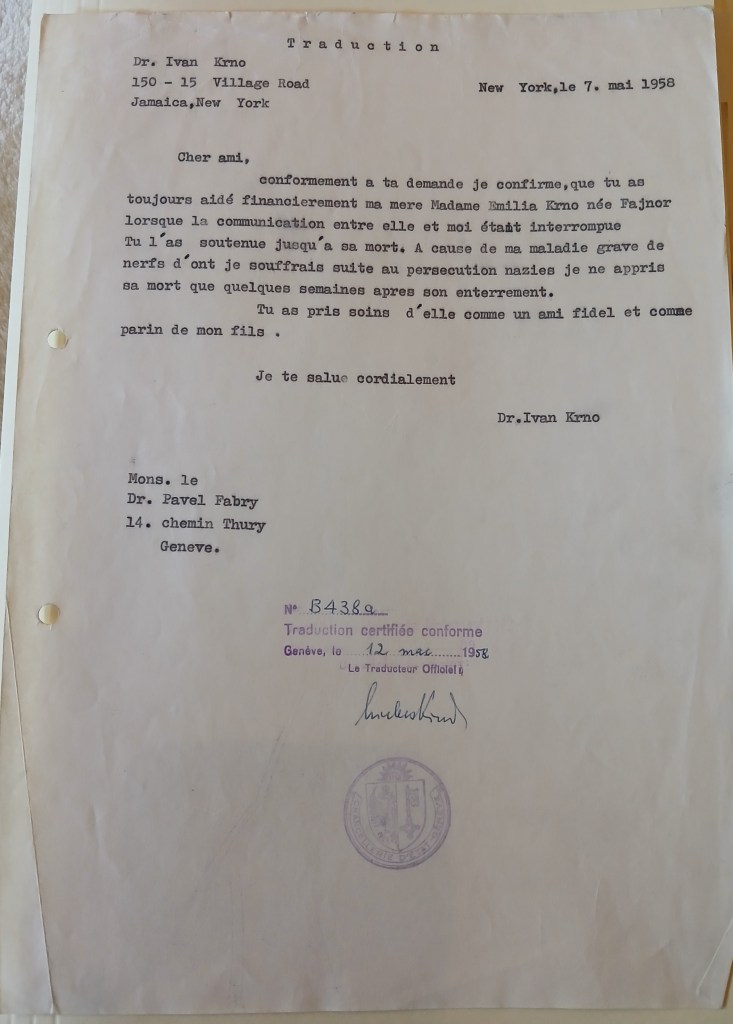 T r a d u c t i o n
Dr. Ivan Krno
150 - 15 Village Road
New York,le 7. mai 1958
Jamaica,New York
Cher ami,
conformement a ta demande je confirme,que tu as
toujours aidé financierement ma mere Madame Emilia Krno née Fajnor
lorsque la communication entre elle et moi étant interrompue
Tu l'as soutenue jusqu'a sa mort. A cause de ma maladie grave de
nerfs d'ont je souffrais suite au persecution nazies je ne appris
sa mort que quelques semaines apres son enterrement.
Tu as pris soins d'elle comme un ami fidel et comme
parin de mon fils .
Je te salue cordialement
Dr.Ivan Krno
Mons. le
Dr. Pavel Fabry
14. chemin Thury
Geneve.
N° B438a
Traduction certifiée conforme
Genève, le 12 mai 1958
Le Traducteur Officiel
CHANCELLERIE D'ÉTAT